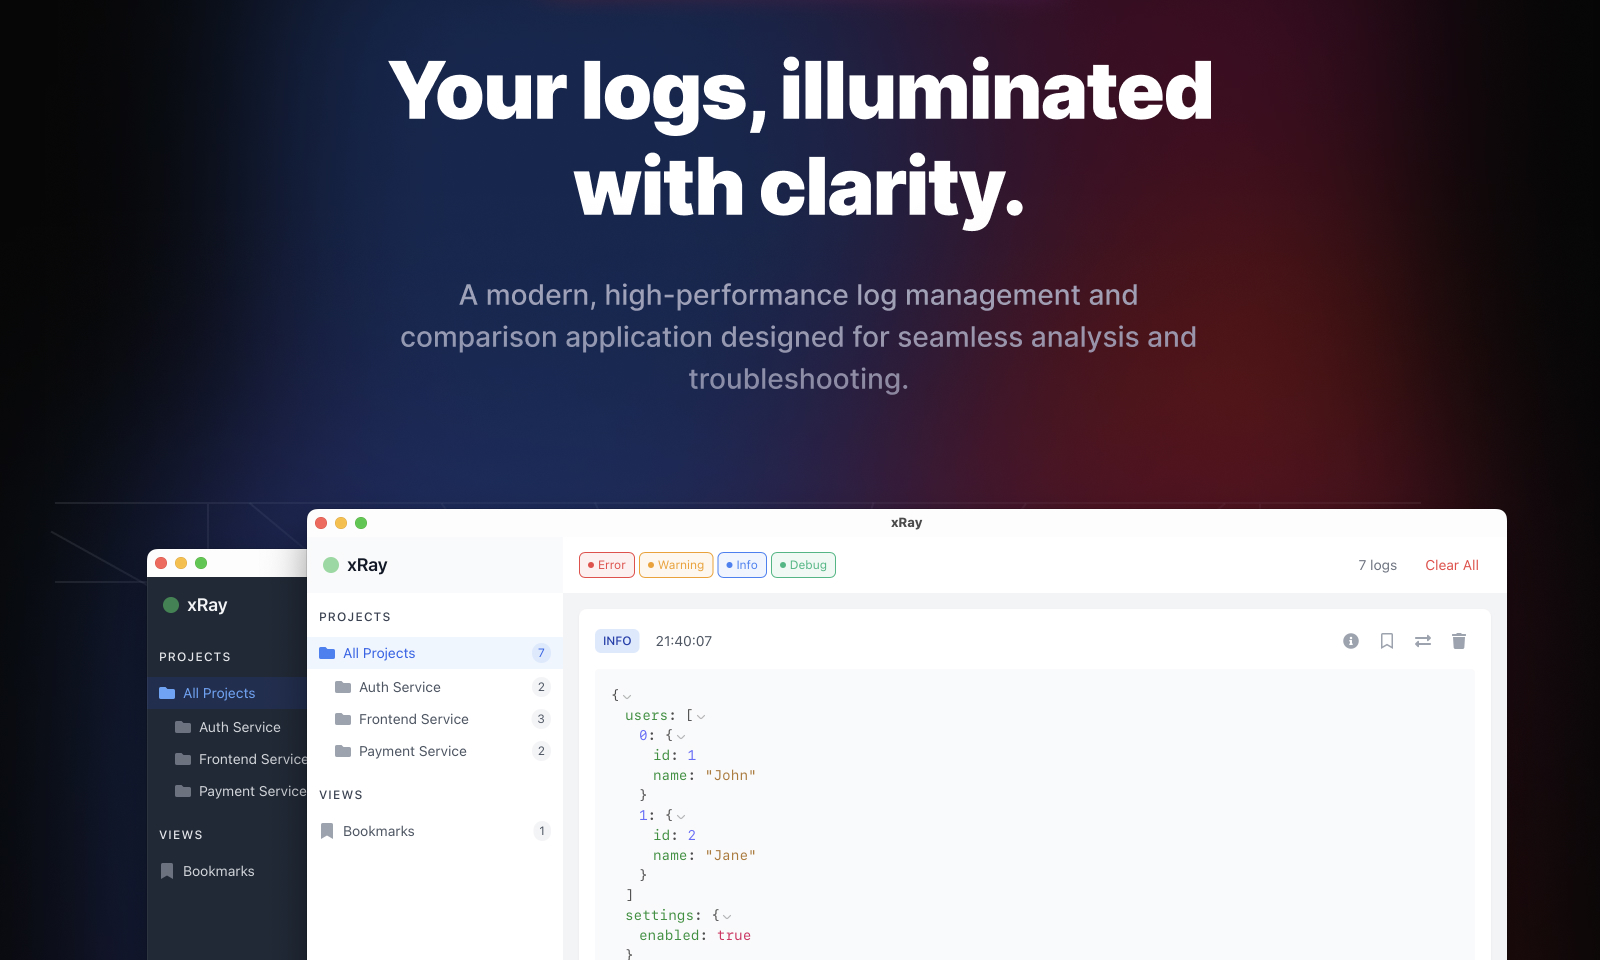 Your logs, illuminated
with clarity.
A modern, high-performance log management and
comparison application designed for seamless analysis and
troubleshooting.
xRay
PROJECTS
All Projects
Auth Service
Frontend Service
Payment Service
VIEWS
Bookmarks
xRay
xRay
PROJECTS
All Projects 7
Auth Service 2
Frontend Service 3
Payment Service 2
VIEWS
Bookmarks 1
Error Warning Info Debug 7 logs Clear All
INFO 21:40:07
{
users: [
0: {
id: 1
name: "John"
}
1: {
id: 2
name: "Jane"
}
]
settings: {
enabled: true
}